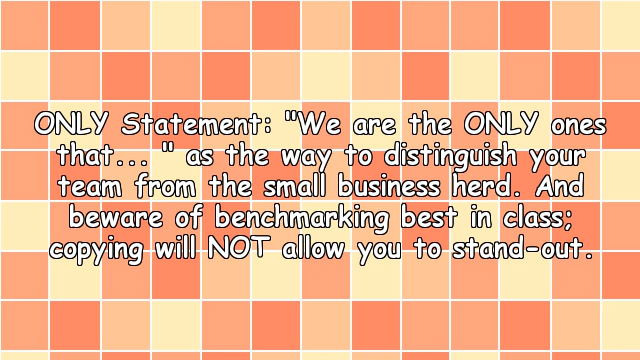 ONLY Statement: "We are the ONLY ones
that... " as the way to distinguish your
team from the small business herd. And
beware of benchmarking best in class;
copying will NOT allow you to stand-out.